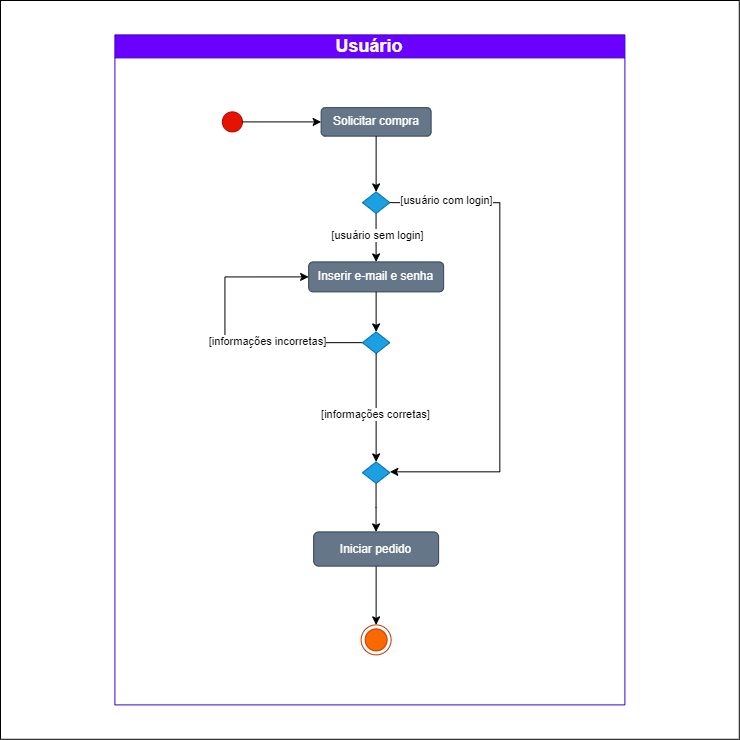 Usuário
Solicitar compra
[usuário com login]
[usuário sem login]
Inserir e-mail e senha
[informações incorretas]
[informações corretas]
Iniciar pedido